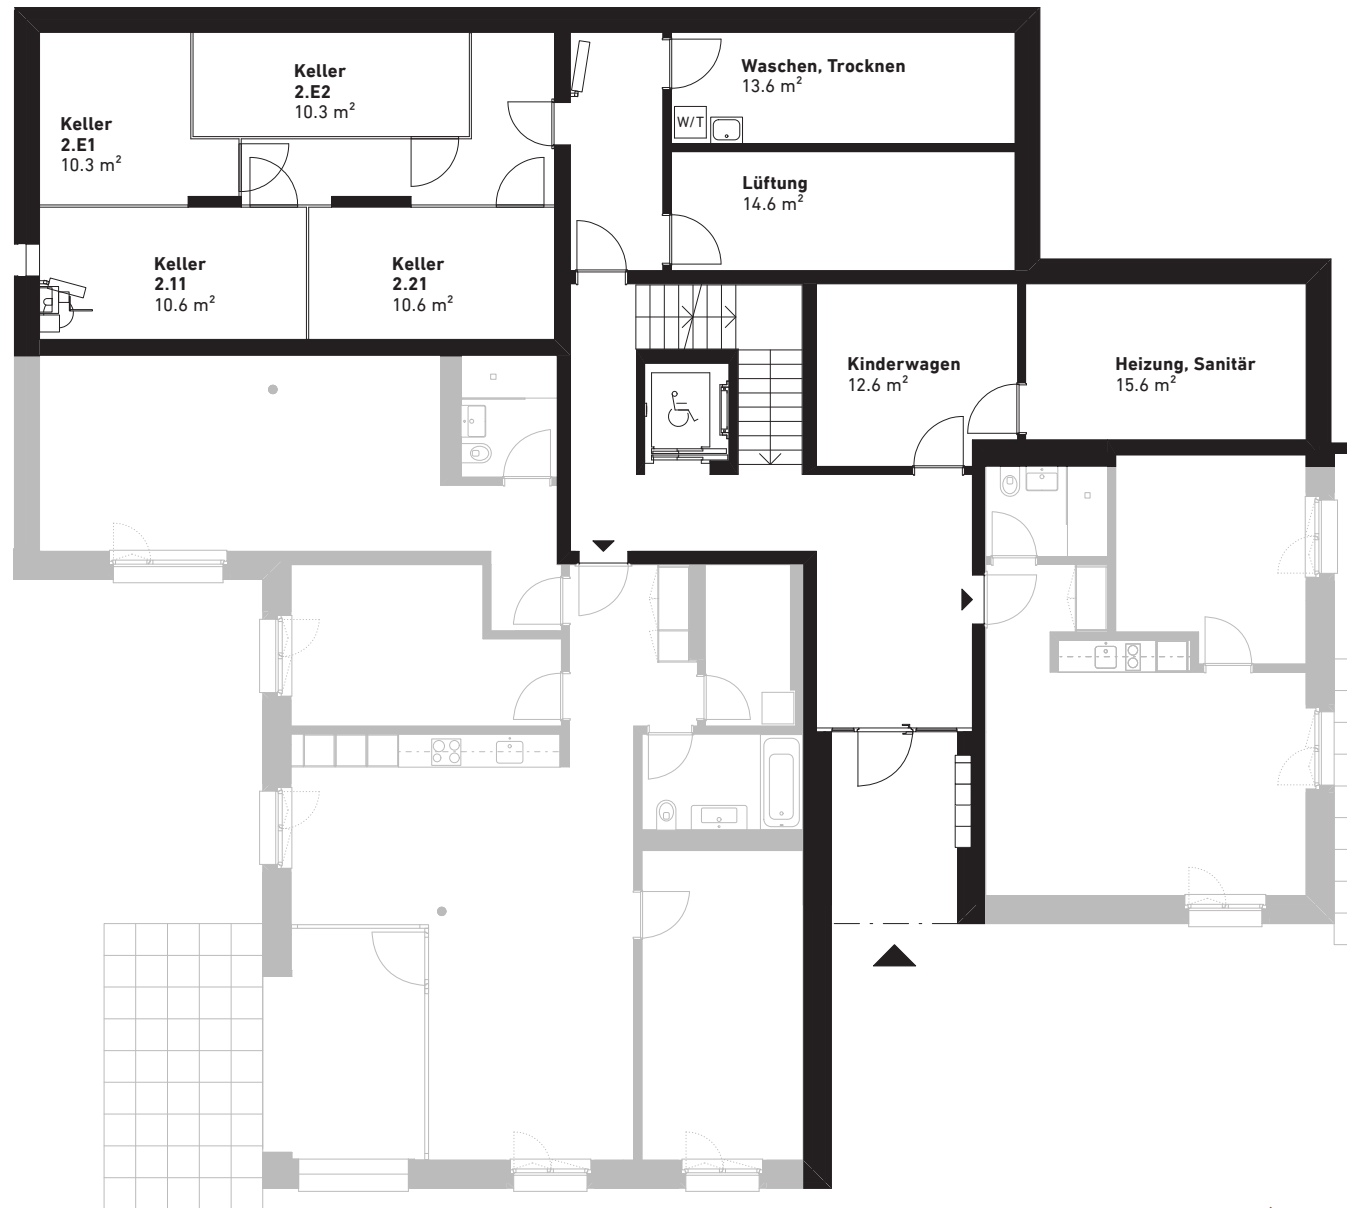 Keller
2.E1
10.3 m²
Keller
2.E2
10.3 m²
Waschen, Trocknen
13.6 m²
W/T
Lüftung
14.6 m²
Keller
2.11
10.6 m²
Keller
2.21
10.6 m²
Kinderwagen
12.6 m²
Heizung, Sanitär
15.6 m²